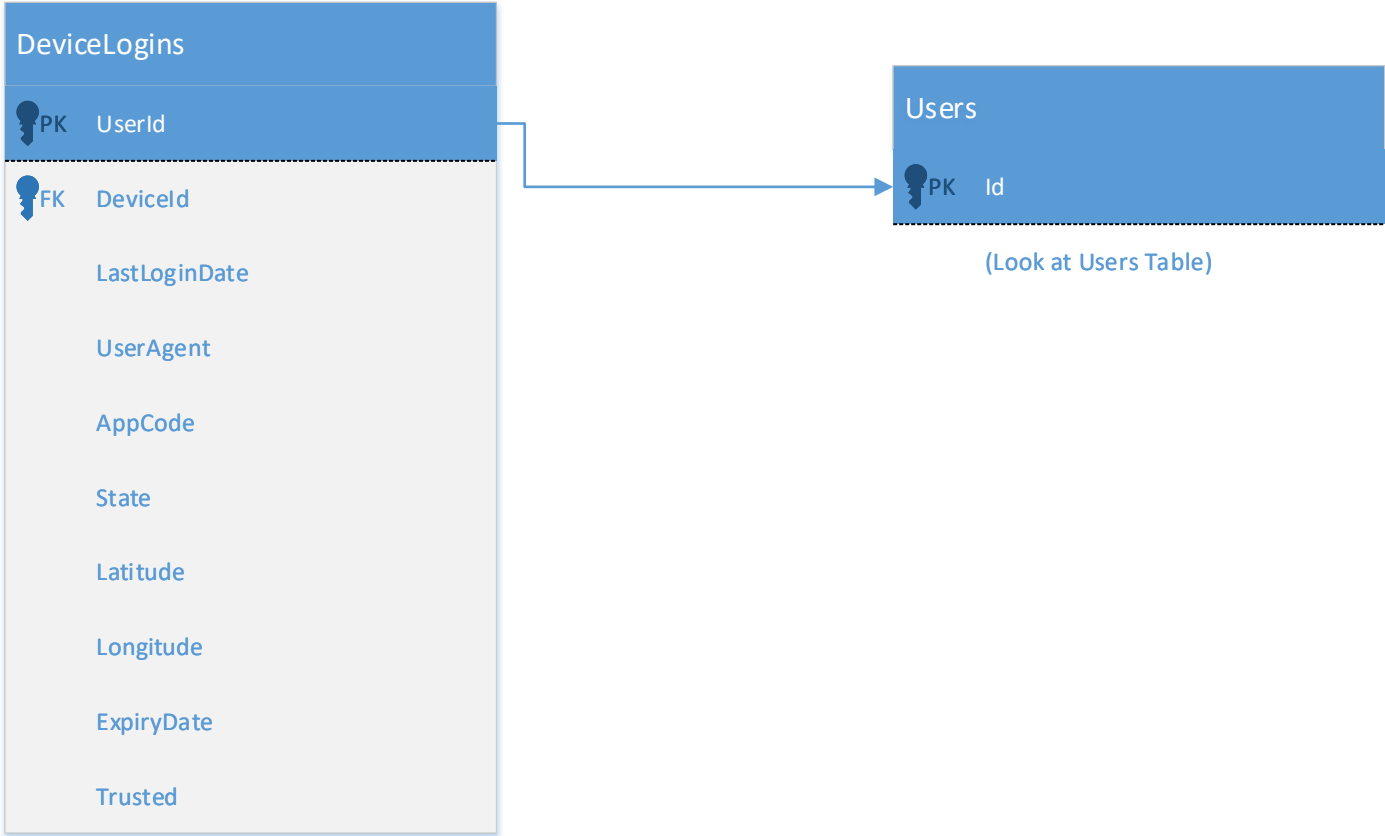 DeviceLogins
PK UserId
FK DeviceId
LastLoginDate
UserAgent
AppCode
State
Latitude
Longitude
ExpiryDate
Trusted
Users
PK Id
(Look at Users Table)